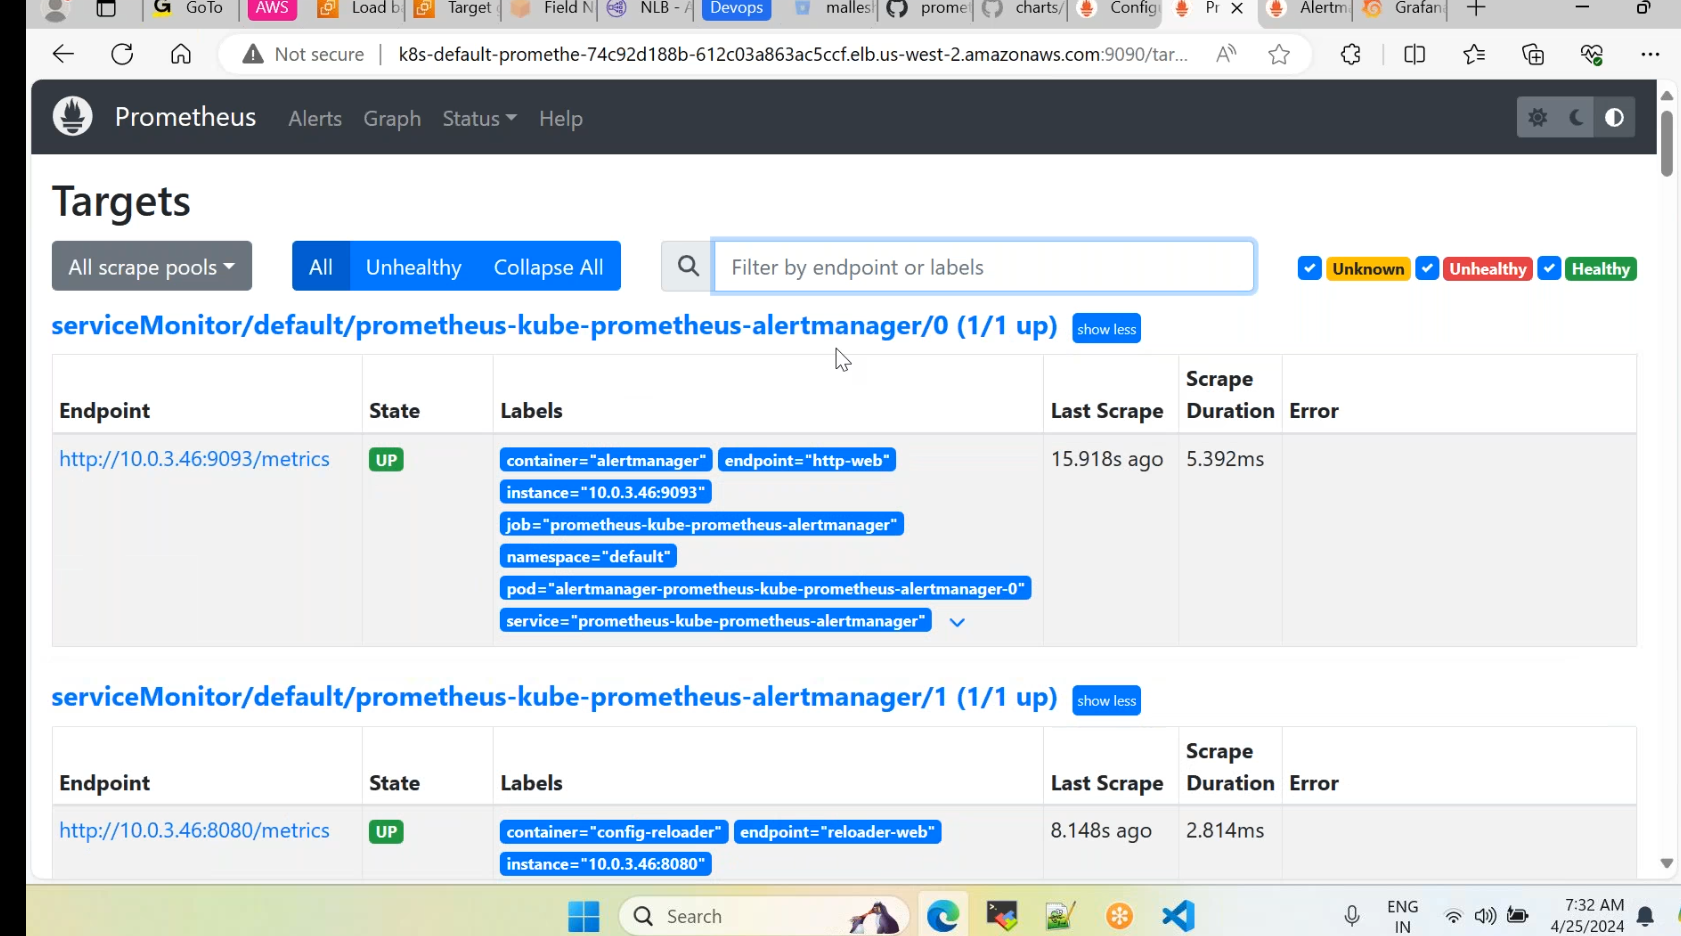 GoTo
AWS
Load b
Target
Field N
NLB - A
Devops
malles
prome
charts/
Config
Pr
Alertm
Grafan
Not secure
k8s-default-promethe-74c92d188b-612c03a863ac5ccf.elb.us-west-2.amazonaws.com:9090/tar...
Prometheus
Alerts
Graph
Status
Help
Targets
All scrape pools
All
Unhealthy
Collapse All
Filter by endpoint or labels
Unknown
Unhealthy
Healthy
serviceMonitor/default/prometheus-kube-prometheus-alertmanager/0 (1/1 up)
show less
Endpoint
State
Labels
Last Scrape
Scrape
Duration
Error
http://10.0.3.46:9093/metrics
UP
container="alertmanager"
endpoint="http-web"
instance="10.0.3.46:9093"
job="prometheus-kube-prometheus-alertmanager"
namespace="default"
pod="alertmanager-prometheus-kube-prometheus-alertmanager-0"
service="prometheus-kube-prometheus-alertmanager"
15.918s ago
5.392ms
serviceMonitor/default/prometheus-kube-prometheus-alertmanager/1 (1/1 up)
show less
Endpoint
State
Labels
Last Scrape
Scrape
Duration
Error
http://10.0.3.46:8080/metrics
UP
container="config-reloader"
endpoint="reloader-web"
instance="10.0.3.46:8080"
8.148s ago
2.814ms
Search
ENG
IN
7:32 AM
4/25/2024